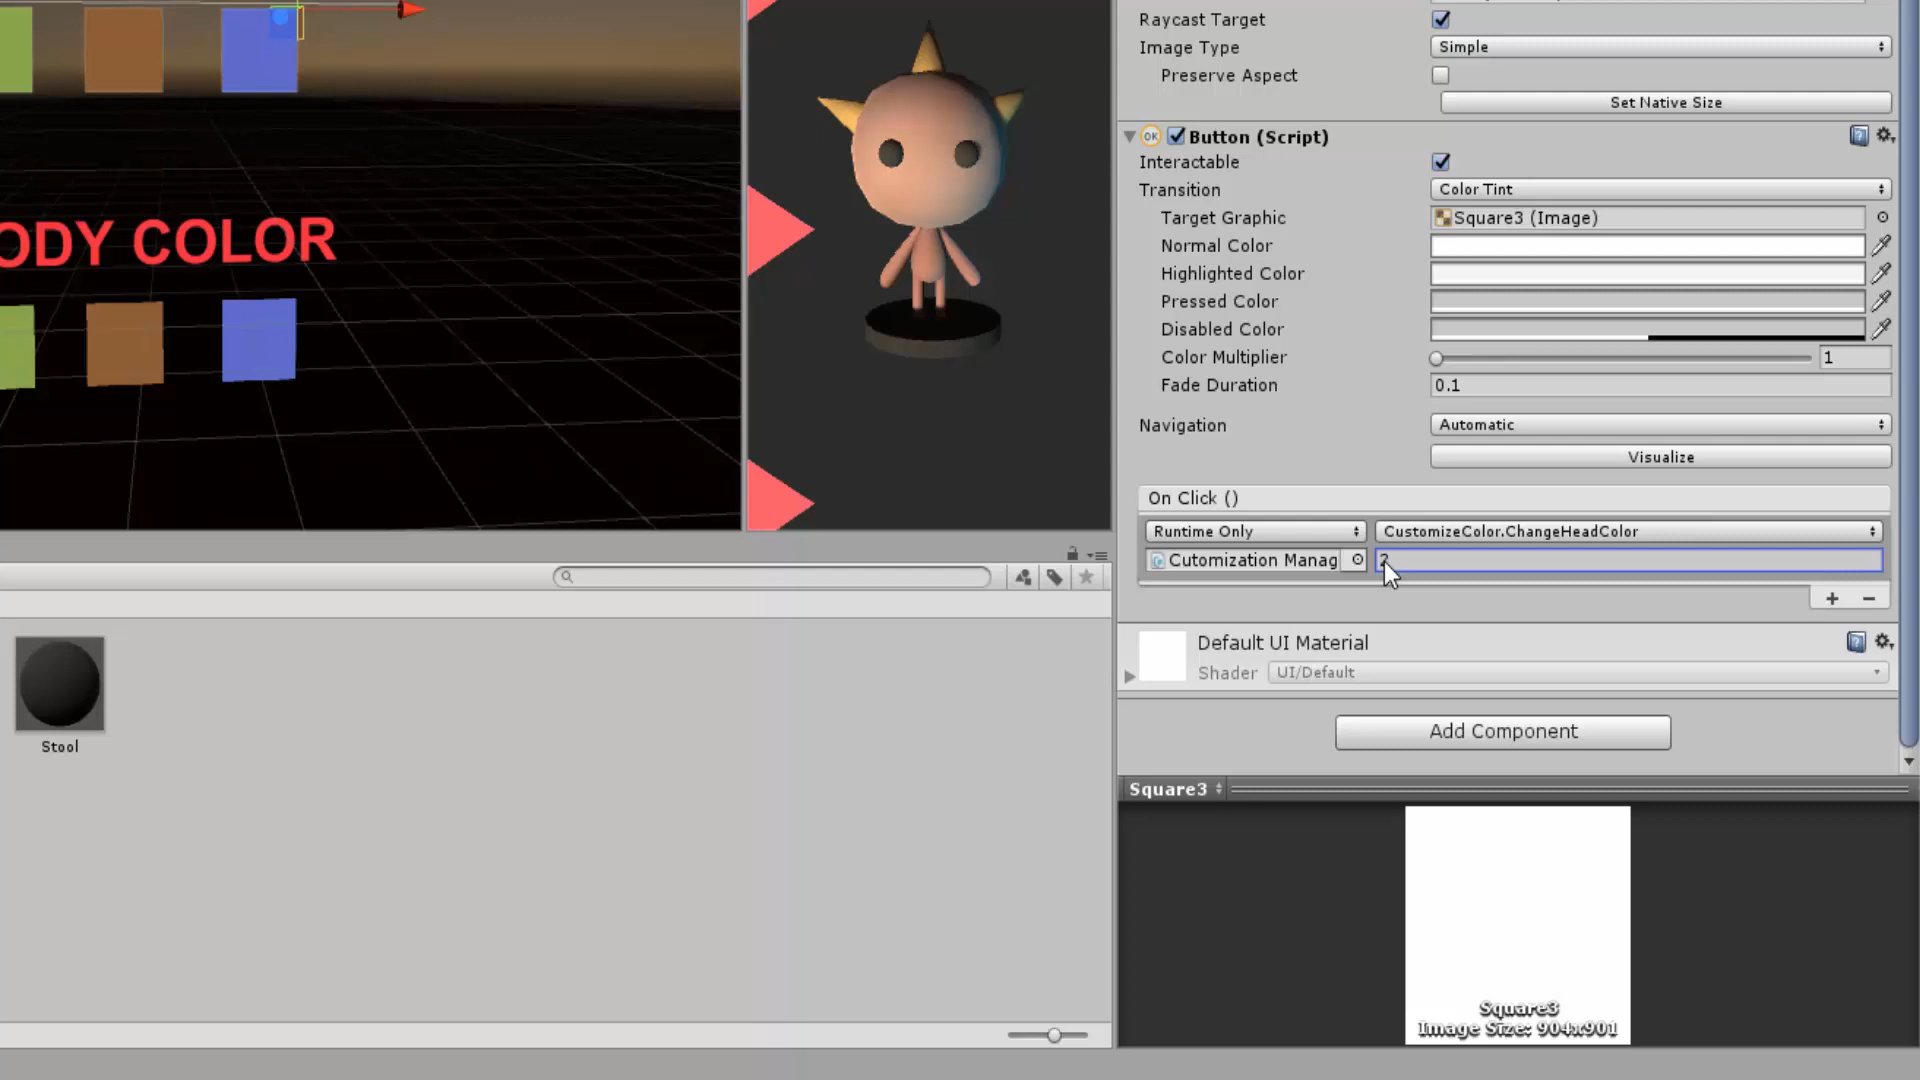 Raycast Target
Image Type Simple
Preserve Aspect
Set Native Size
OK Button (Script)
Interactable
Transition Color Tint
Target Graphic Square3 (Image)
Normal Color
Highlighted Color
Pressed Color
Disabled Color
Color Multiplier 1
Fade Duration 0.1
Navigation Automatic
Visualize
On Click ()
Runtime Only CustomizeColor.ChangeHeadColor
Cutomization Manag 2
Default UI Material
Shader UI/Default
Add Component
Square3
Square3
Image Size: 904x901
ODY COLOR
Stool